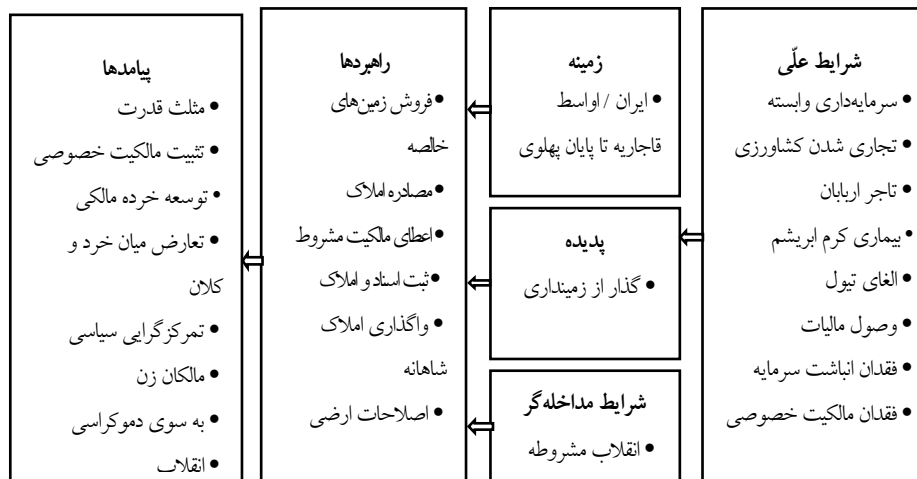 شرایط علّی
• سرمایه‌داری وابسته
• تجاری شدن کشاورزی
• تاجر اربابان
• بیماری کرم ابریشم
• الغای تیول
• وصول مالیات
• فقدان انباشت سرمایه
• فقدان مالکیت خصوصی
زمینه
• ایران / اواسط
قاجاریه تا پایان پهلوی
پدیده
• گذار از زمینداری
شرایط مداخله‌گر
• انقلاب مشروطه
راهبردها
• فروش زمین‌های
خالصه
• مصادره املاک
• اعطای مالکیت مشروط
• ثبت اسناد و املاک
• واگذاری املاک
شاهانه
• اصلاحات ارضی
پیامدها
• مثلث قدرت
• تثبیت مالکیت خصوصی
• توسعه خرده مالکی
• تعارض میان خرد و
کلان
• تمرکزگرایی سیاسی
• مالکان زن
• به سوی دموکراسی
• انقلاب